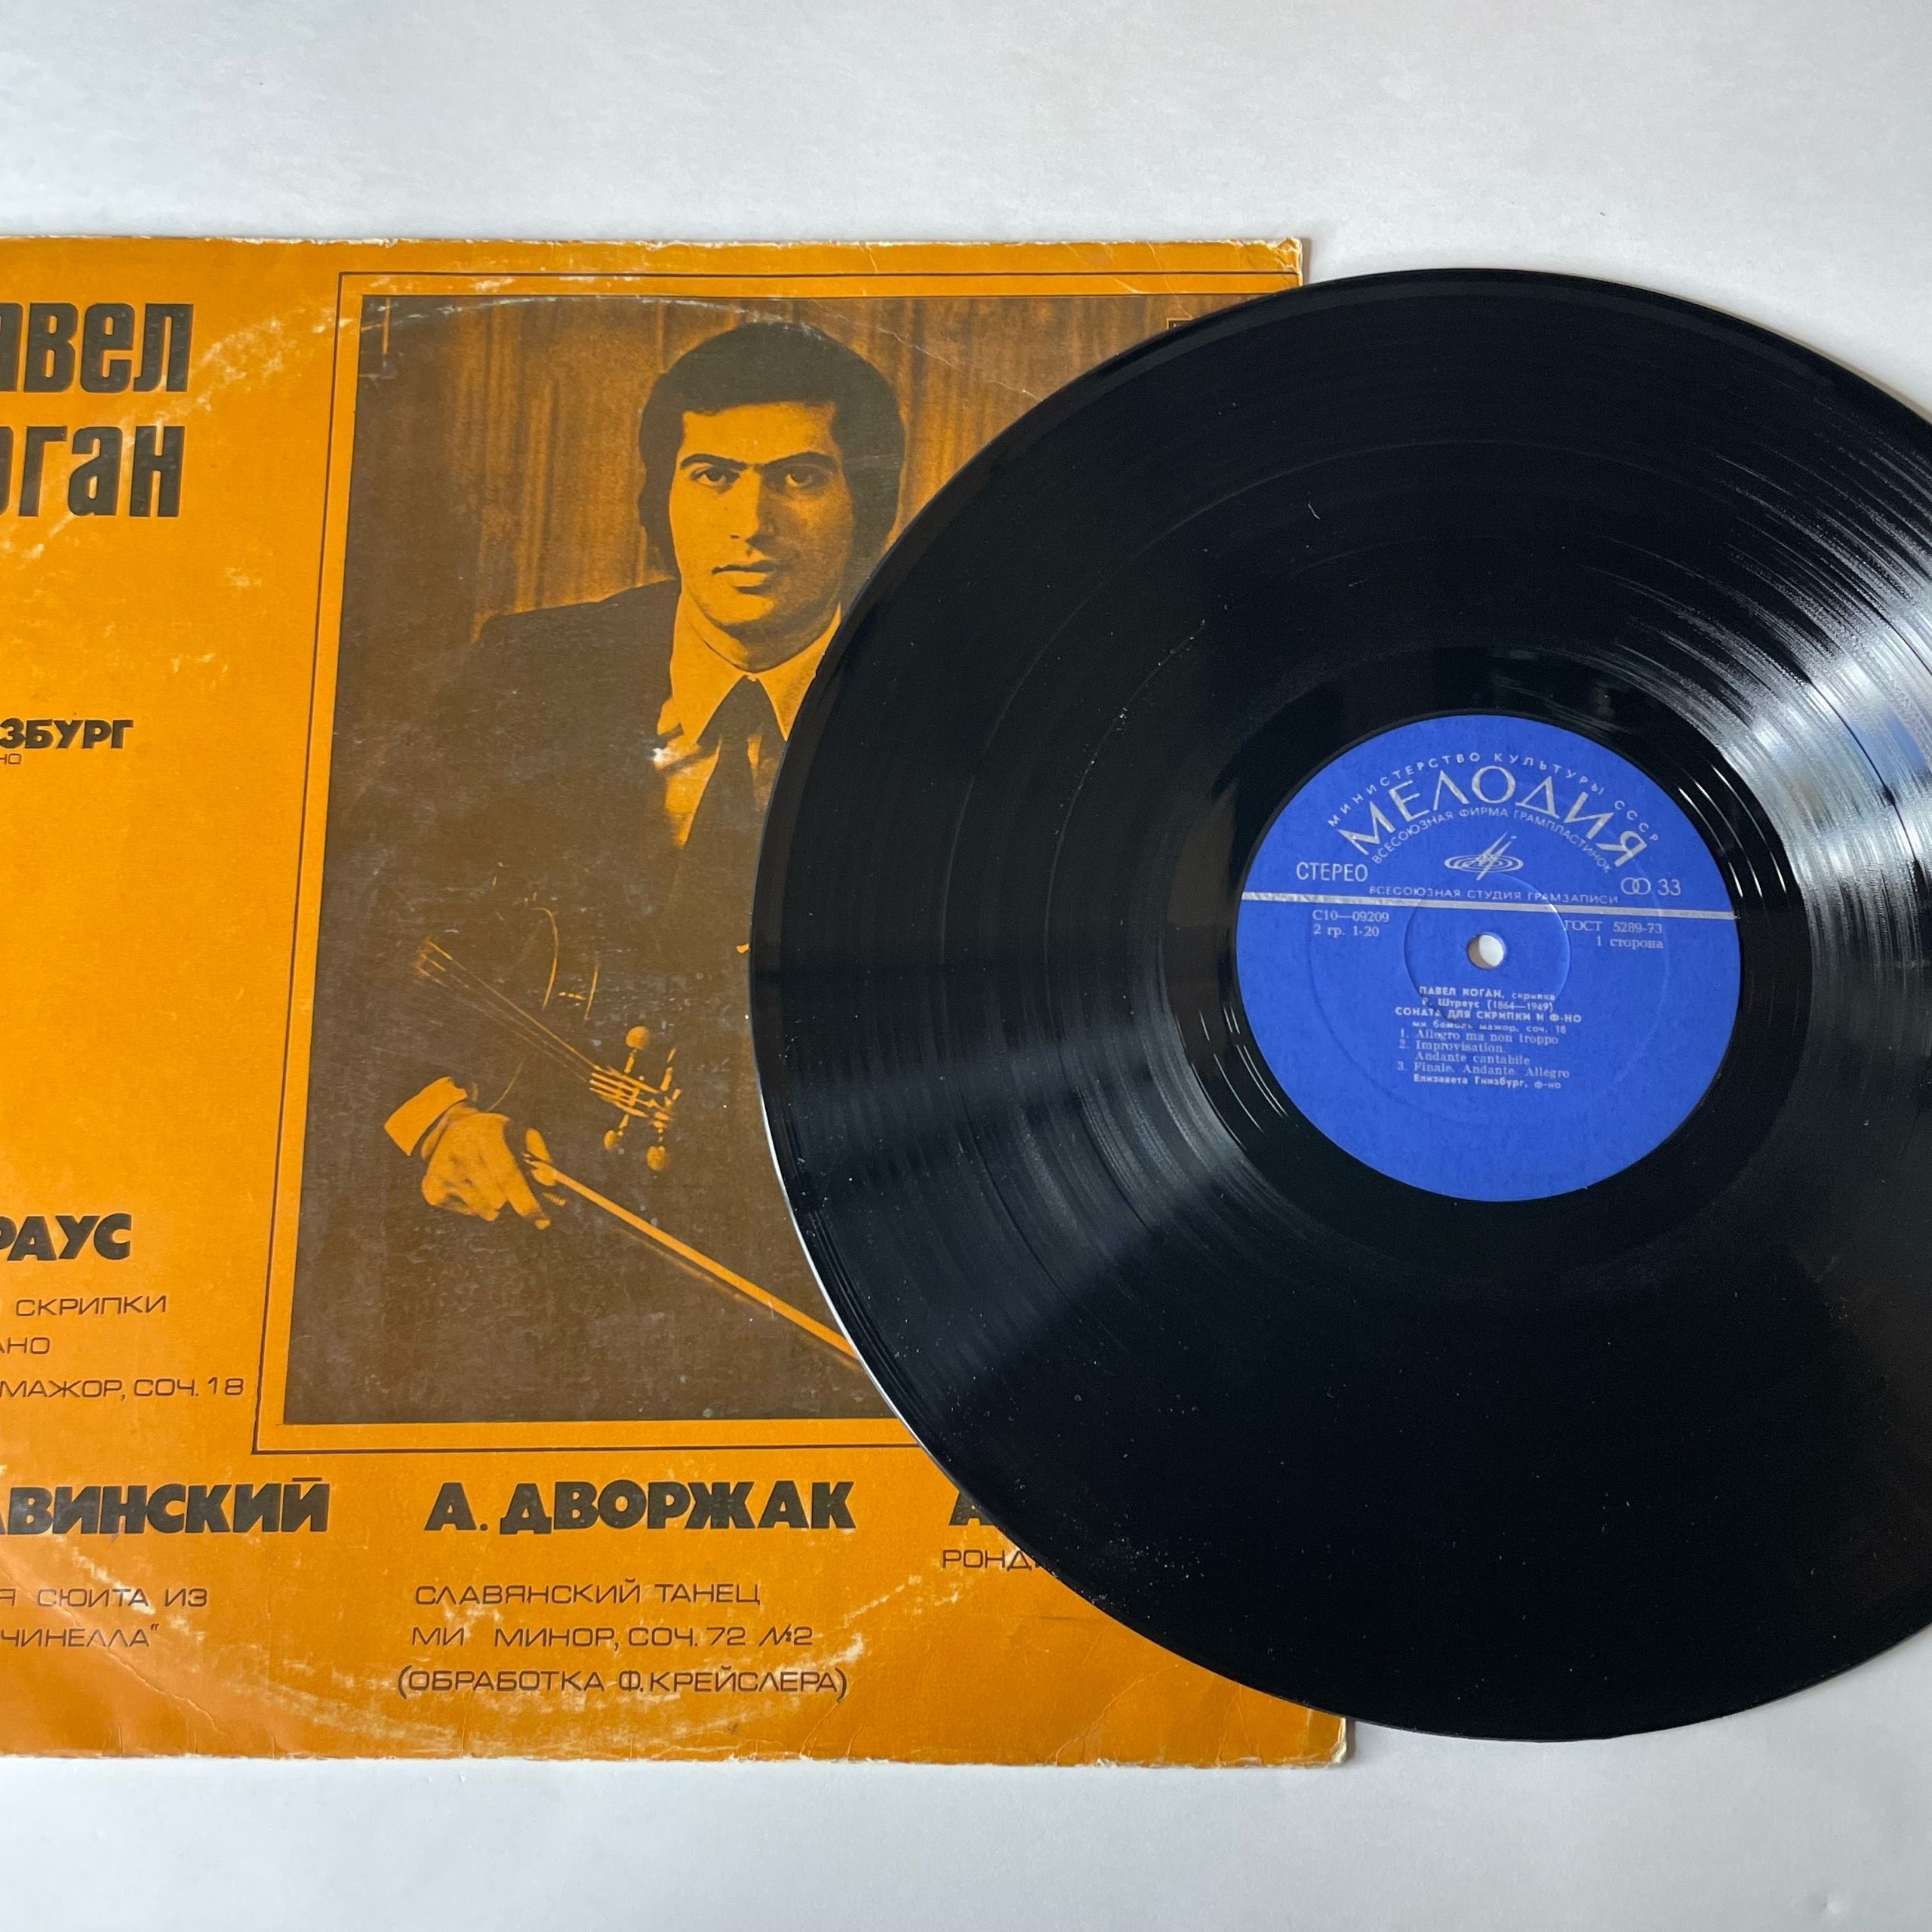 авел
оган
ЗБУРГ
НО
РАУС
СКРИПКИ
АНО
МАЖОР, СОЧ. 18
АВИНСКИЙ
Я СЮИТА ИЗ
ЧИНЕЛЛА"
А. ДВОРЖАК
СЛАВЯНСКИЙ ТАНЕЦ
МИ МИНОР, СОЧ. 72 №2
(ОБРАБОТКА Ф. КРЕЙСЛЕРА)
А
РОНД
МИНИСТЕРСТВО КУЛЬТУРЫ СССР
МЕЛОДИЯ
ВСЕСОЮЗНАЯ ФИРМА ГРАМПЛАСТИНОК
СТЕРЕО
33
ВСЕСОЮЗНАЯ СТУДИЯ ГРАМЗАПИСИ
С10—09209
2 гр. 1-20
ГОСТ 5289-73
1 сторона
ПАВЕЛ КОГАН, скрипка
Р. Штраус (1864—1949)
СОНАТА ДЛЯ СКРИПКИ И Ф-НО
ми бемоль мажор, соч. 18
1. Allegro ma non troppo
2. Improvisation.
Andante cantabile
3. Finale. Andante. Allegro
Елизавета Гинзбург, ф-но